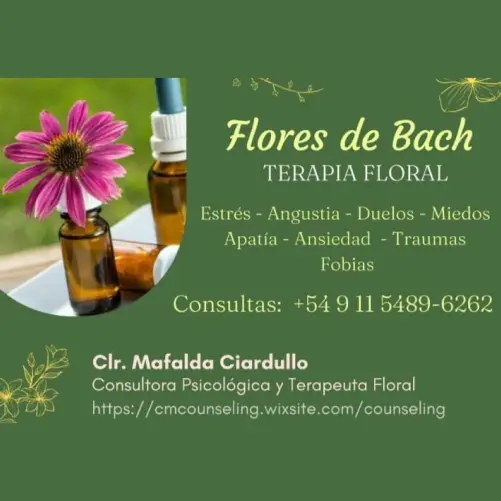 Flores de Bach
TERAPIA FLORAL
Estrés - Angustia - Duelos - Miedos
Apatía - Ansiedad - Traumas
Fobias
Consultas: +54 9 11 5489-6262
Clr. Mafalda Ciardullo
Consultora Psicológica y Terapeuta Floral
https://cmcounseling.wixsite.com/counseling